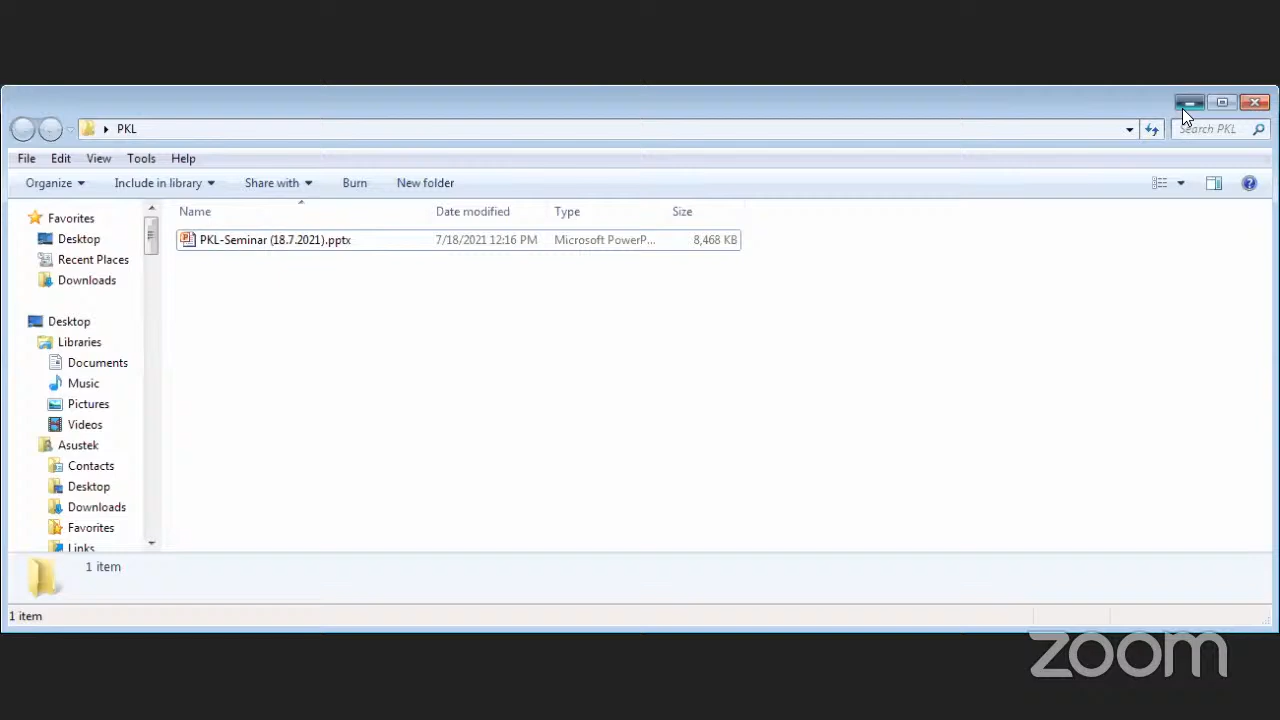 PKL
Search PKL
File Edit View Tools Help
Organize Include in library Share with Burn New folder
Name Date modified Type Size
PKL-Seminar (18.7.2021).pptx 7/18/2021 12:16 PM Microsoft PowerP... 8,468 KB
Favorites
Desktop
Recent Places
Downloads
Desktop
Libraries
Documents
Music
Pictures
Videos
Asustek
Contacts
Desktop
Downloads
Favorites
Links
1 item
1 item
zoom